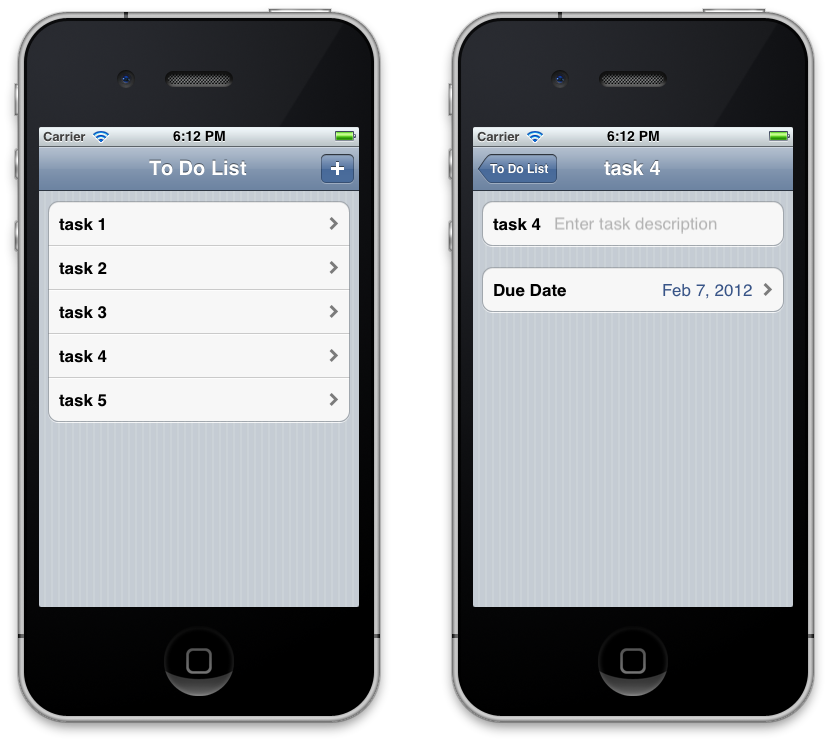 Carrier 6:12 PM
To Do List +
task 1
task 2
task 3
task 4
task 5
Carrier 6:12 PM
To Do List task 4
task 4 Enter task description
Due Date Feb 7, 2012